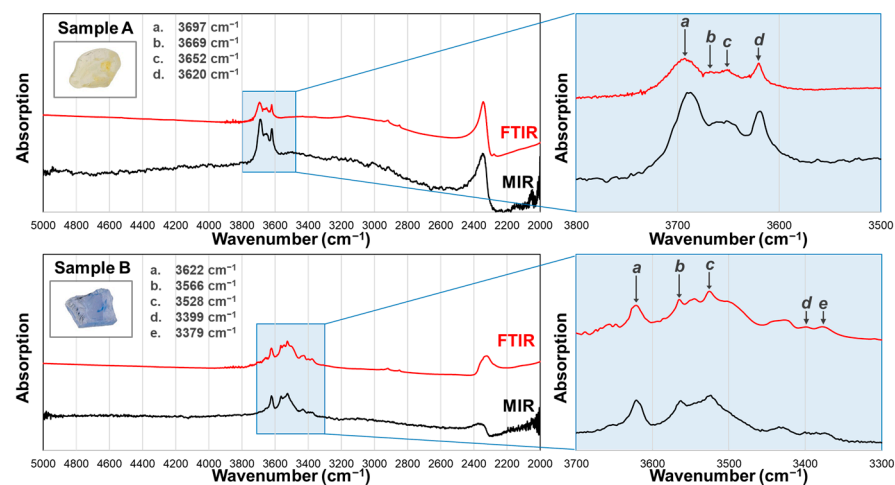 Sample A
a. 3697 cm⁻¹
b. 3669 cm⁻¹
c. 3652 cm⁻¹
d. 3620 cm⁻¹
Absorption
FTIR
MIR
5000 4800 4600 4400 4200 4000 3800 3600 3400 3200 3000 2800 2600 2400 2200 2000
Wavenumber (cm⁻¹)
a b c d
Absorption
3800 3700 3600 3500
Wavenumber (cm⁻¹)
Sample B
a. 3622 cm⁻¹
b. 3566 cm⁻¹
c. 3528 cm⁻¹
d. 3399 cm⁻¹
e. 3379 cm⁻¹
Absorption
FTIR
MIR
5000 4800 4600 4400 4200 4000 3800 3600 3400 3200 3000 2800 2600 2400 2200 2000
Wavenumber (cm⁻¹)
a b c d e
Absorption
3700 3600 3500 3400 3300
Wavenumber (cm⁻¹)